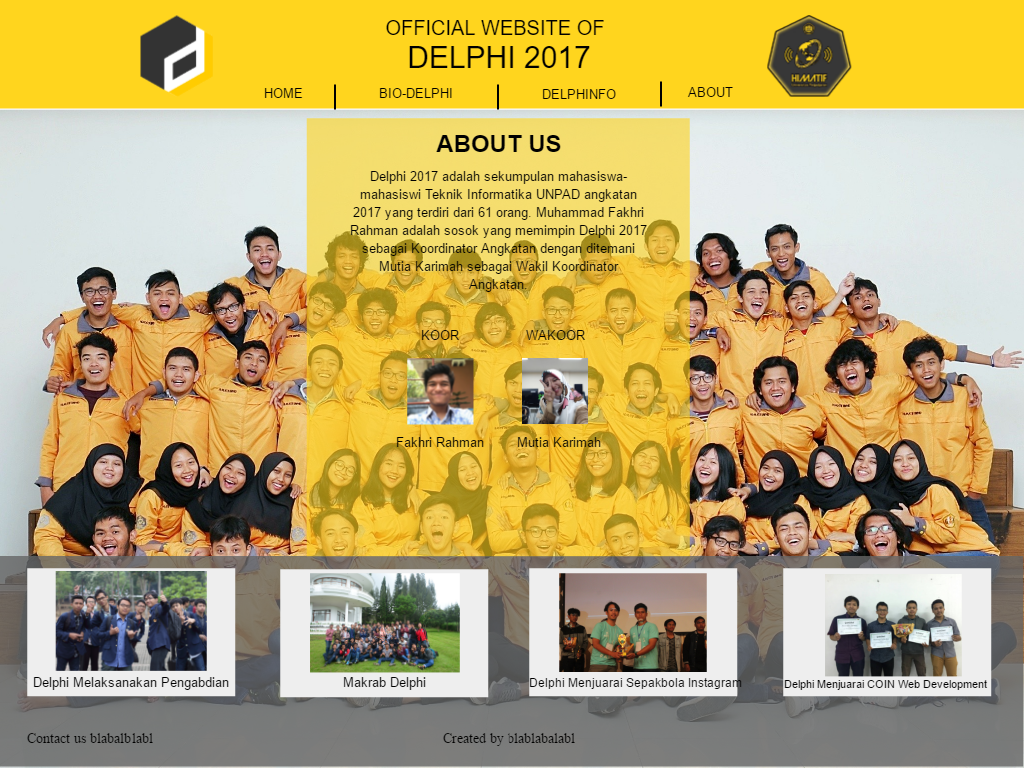 OFFICIAL WEBSITE OF
DELPHI 2017
HIMATIF
HOME
BIO-DELPHI
DELPHINFO
ABOUT
ABOUT US
Delphi 2017 adalah sekumpulan mahasiswa-
mahasiswi Teknik Informatika UNPAD angkatan
2017 yang terdiri dari 61 orang. Muhammad Fakhri
Rahman adalah sosok yang memimpin Delphi 2017
sebagai Koordinator Angkatan dengan ditemani
Mutia Karimah sebagai Wakil Koordinator
Angkatan.
KOOR
WAKOOR
Fakhri Rahman
Mutia Karimah
Delphi Melaksanakan Pengabdian
Makrab Delphi
Delphi Menjuarai Sepakbola Instagram
Delphi Menjuarai COIN Web Development
Contact us blabalblabl
Created by blablabalabl